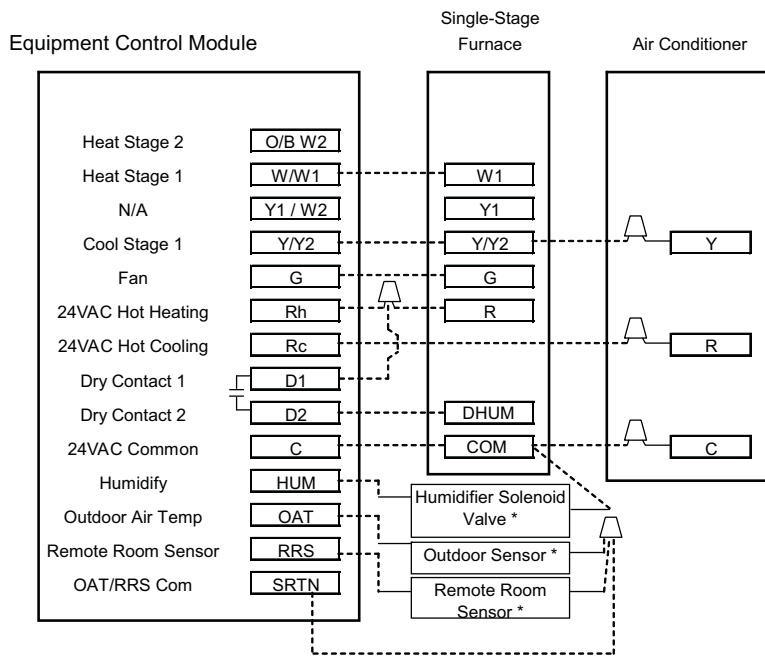 Single-Stage
Furnace
Equipment Control Module
Air Conditioner
Heat Stage 2 O/B W2
Heat Stage 1 W/W1 W1
N/A Y1 / W2 Y1
Cool Stage 1 Y/Y2 Y/Y2 Y
Fan G G
24VAC Hot Heating Rh R
24VAC Hot Cooling Rc R
Dry Contact 1 D1
Dry Contact 2 D2 DHUM
24VAC Common C COM C
Humidify HUM
Humidifier Solenoid
Valve *
Outdoor Air Temp OAT
Outdoor Sensor *
Remote Room Sensor RRS
Remote Room
Sensor *
OAT/RRS Com SRTN